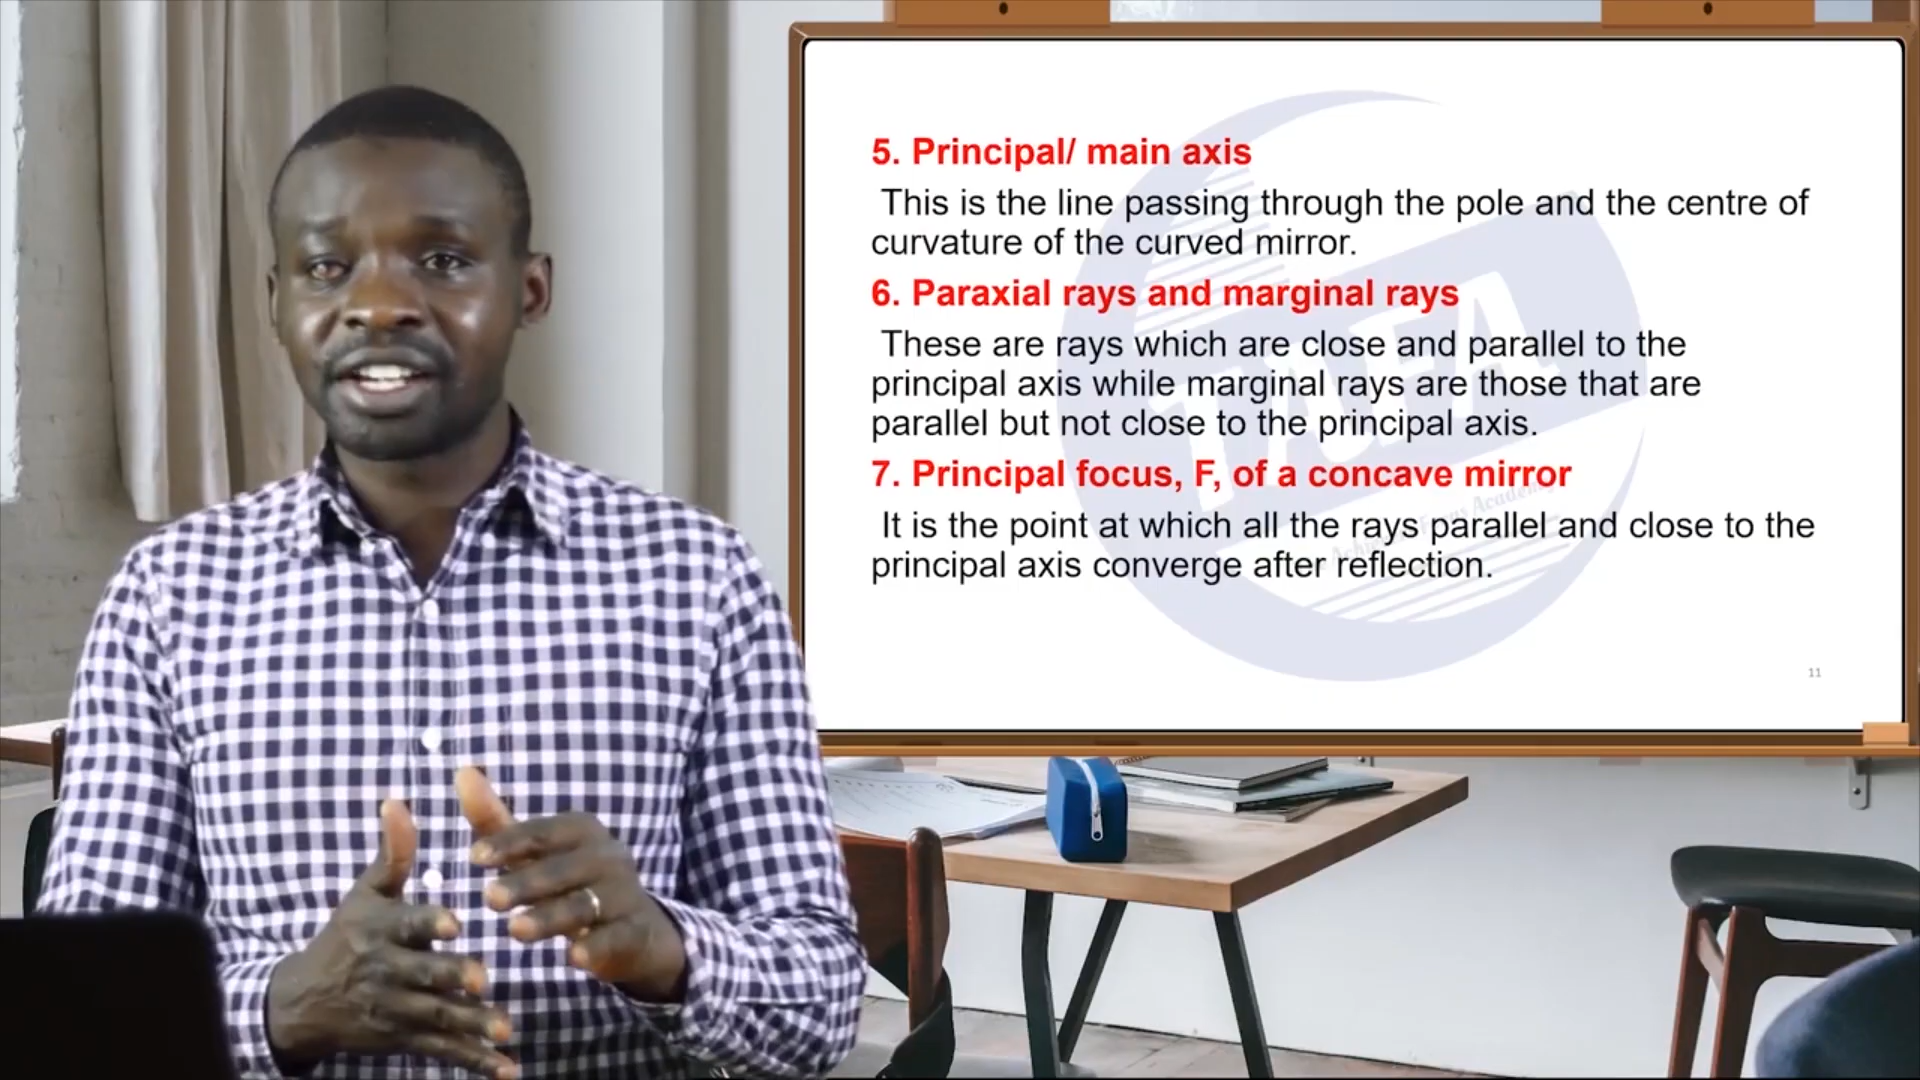 5. Principal/ main axis
This is the line passing through the pole and the centre of
curvature of the curved mirror.
6. Paraxial rays and marginal rays
These are rays which are close and parallel to the
principal axis while marginal rays are those that are
parallel but not close to the principal axis.
7. Principal focus, F, of a concave mirror
It is the point at which all the rays parallel and close to the
principal axis converge after reflection.
TAFA
11